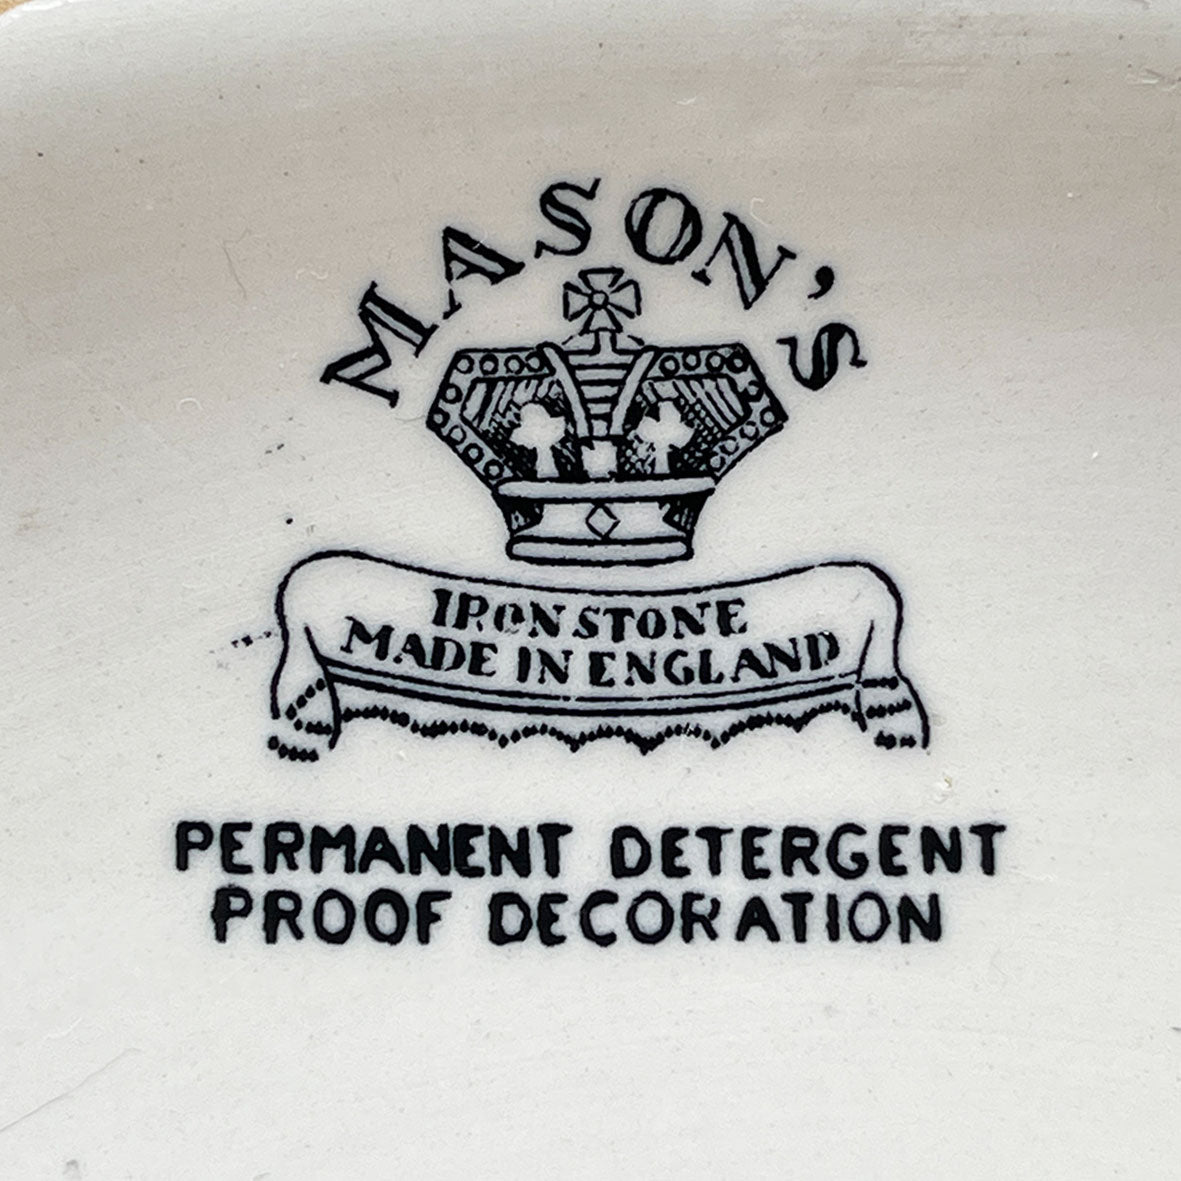 MASON'S
IRONSTONE
MADE IN ENGLAND
PERMANENT DETERGENT
PROOF DECORATION